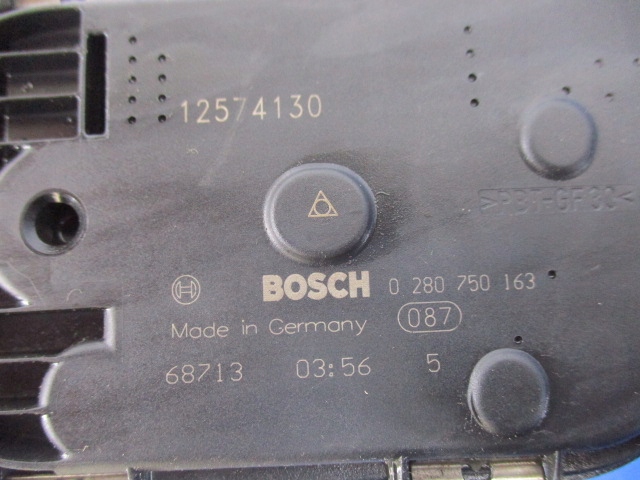 12574130
>PBT-GF30<
BOSCH 0 280 750 163
Made in Germany 087
68713 03:56 5